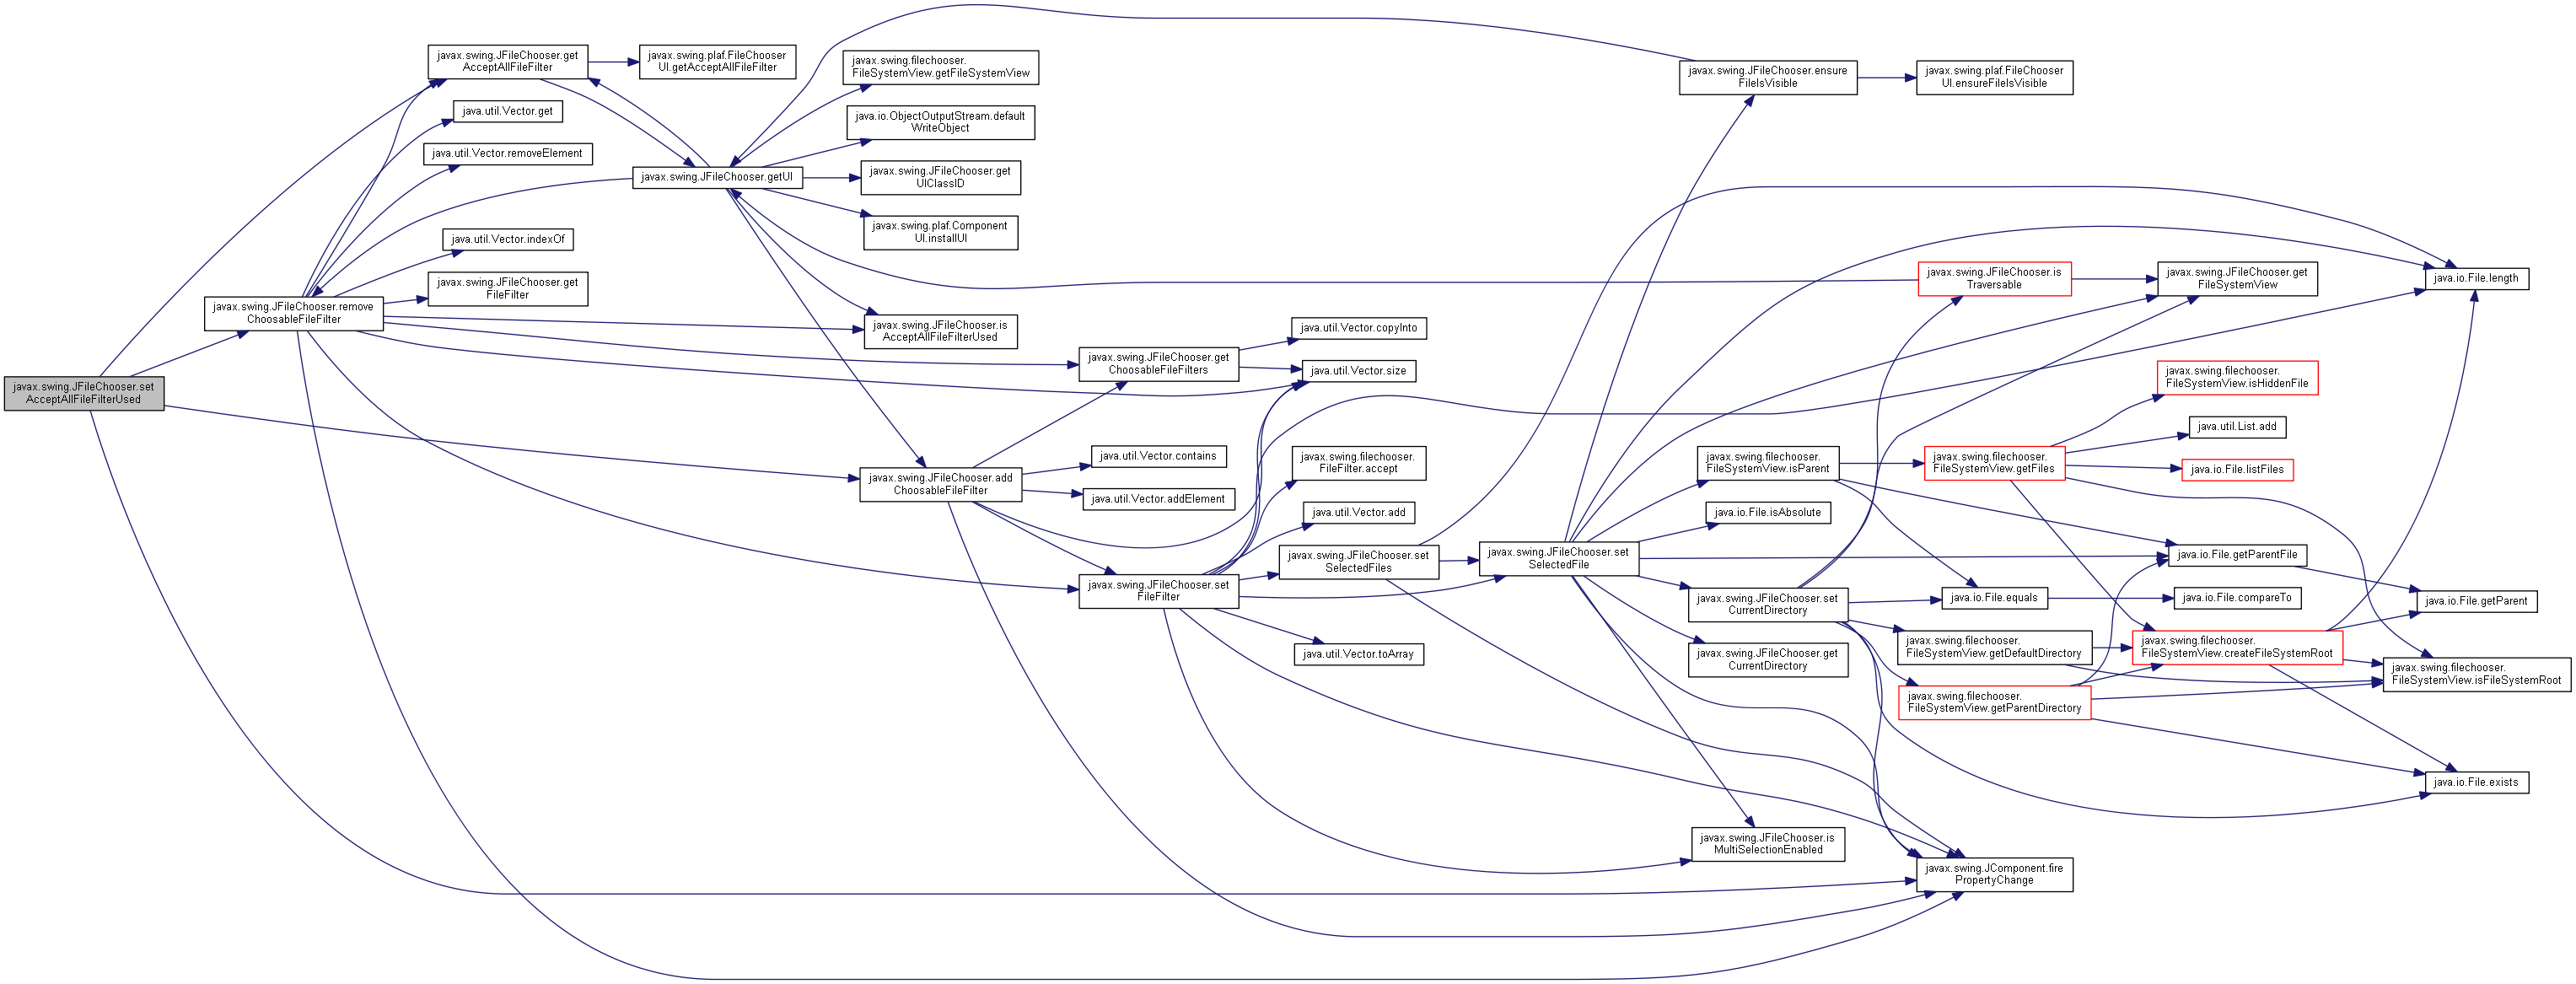 javax.swing.JFileChooser.set
AcceptAllFileFilterUsed
javax.swing.JFileChooser.remove
ChoosableFileFilter
javax.swing.JFileChooser.get
AcceptAllFileFilter
java.util.Vector.get
java.util.Vector.removeElement
java.util.Vector.indexOf
javax.swing.JFileChooser.get
FileFilter
javax.swing.plaf.FileChooser
UI.getAcceptAllFileFilter
javax.swing.JFileChooser.getUI
javax.swing.filechooser.
FileSystemView.getFileSystemView
java.io.ObjectOutputStream.default
WriteObject
javax.swing.JFileChooser.get
UIClassID
javax.swing.plaf.Component
UI.installUI
javax.swing.JFileChooser.is
AcceptAllFileFilterUsed
javax.swing.JFileChooser.add
ChoosableFileFilter
javax.swing.JFileChooser.get
ChoosableFileFilters
java.util.Vector.contains
java.util.Vector.addElement
javax.swing.JFileChooser.set
FileFilter
java.util.Vector.copyInto
java.util.Vector.size
javax.swing.filechooser.
FileFilter.accept
java.util.Vector.add
javax.swing.JFileChooser.set
SelectedFiles
java.util.Vector.toArray
javax.swing.JFileChooser.set
SelectedFile
javax.swing.JFileChooser.ensure
FileIsVisible
javax.swing.filechooser.
FileSystemView.isParent
java.io.File.isAbsolute
javax.swing.JFileChooser.set
CurrentDirectory
javax.swing.JFileChooser.get
CurrentDirectory
javax.swing.JFileChooser.is
MultiSelectionEnabled
javax.swing.plaf.FileChooser
UI.ensureFileIsVisible
javax.swing.JFileChooser.is
Traversable
javax.swing.filechooser.
FileSystemView.getFiles
java.io.File.equals
javax.swing.filechooser.
FileSystemView.getDefaultDirectory
javax.swing.filechooser.
FileSystemView.getParentDirectory
javax.swing.JComponent.fire
PropertyChange
javax.swing.JFileChooser.get
FileSystemView
javax.swing.filechooser.
FileSystemView.isHiddenFile
java.util.List.add
java.io.File.listFiles
java.io.File.getParentFile
java.io.File.compareTo
javax.swing.filechooser.
FileSystemView.createFileSystemRoot
java.io.File.length
java.io.File.getParent
javax.swing.filechooser.
FileSystemView.isFileSystemRoot
java.io.File.exists